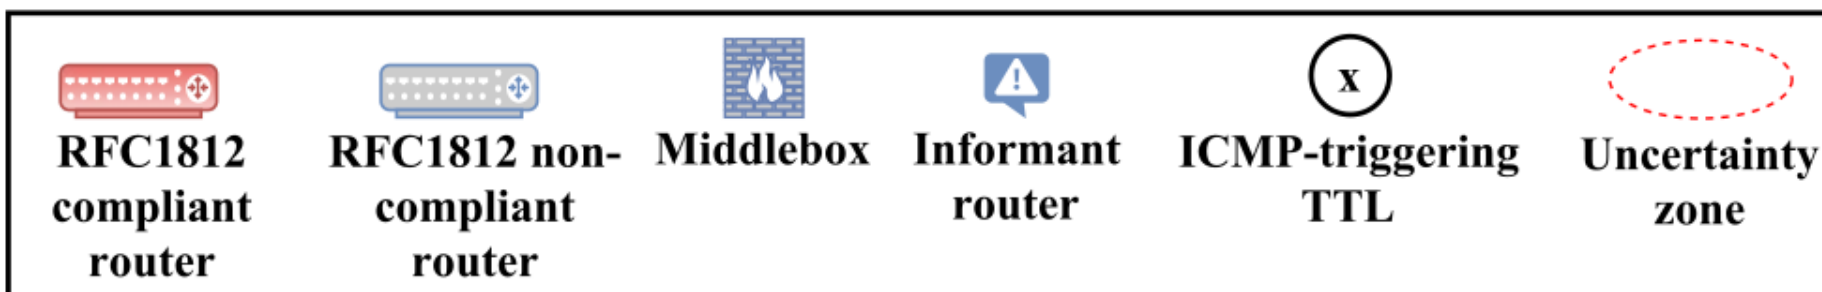 x
RFC1812
compliant
router
RFC1812 non-
compliant
router
Middlebox
Informant
router
ICMP-triggering
TTL
Uncertainty
zone